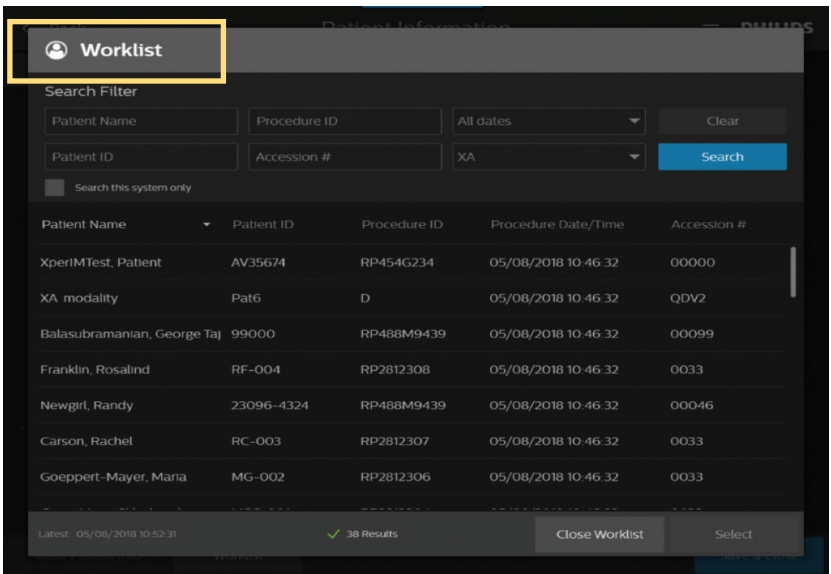 Patient Information
PHILIPS
Worklist
Search Filter
Patient Name Procedure ID All dates Clear
Patient ID Accession # XA Search
Search this system only
Patient Name Patient ID Procedure ID Procedure Date/Time Accession #
XperIMTest, Patient AV35674 RP454G234 05/08/2018 10:46:32 00000
XA modality Pat6 D 05/08/2018 10:46:32 QDV2
Balasubramanian, George Taj 99000 RP488M9439 05/08/2018 10:46:32 00099
Franklin, Rosalind RF-004 RP2812308 05/08/2018 10:46:32 0033
Newgirl, Randy 23096-4324 RP488M9439 05/08/2018 10:46:32 00046
Carson, Rachel RC-003 RP2812307 05/08/2018 10:46:32 0033
Goeppert-Mayer, Maria MG-002 RP2812306 05/08/2018 10:46:32 0033
Latest: 05/08/2018 10:52:31 38 Results Close Worklist Select
Worklist Save & Close